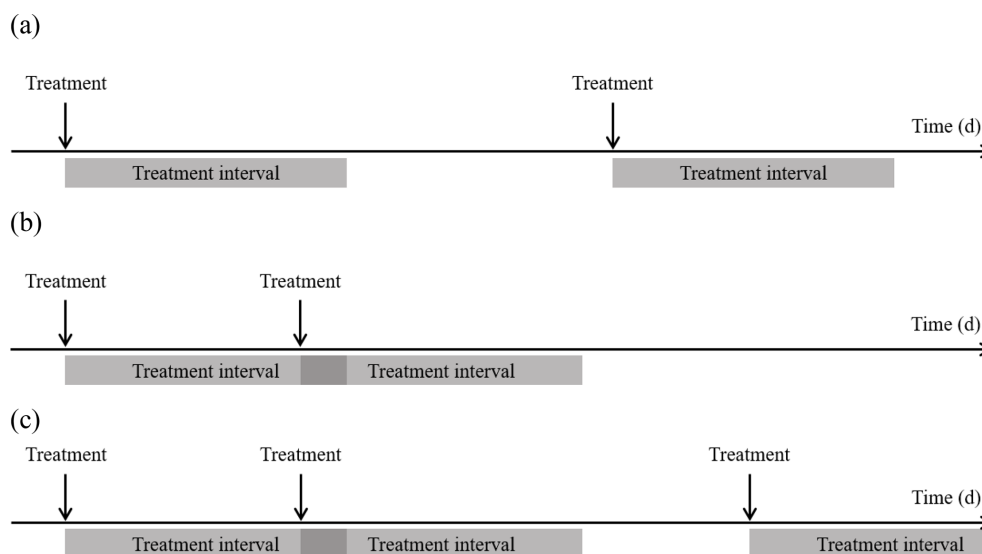 (a)
Treatment Treatment
Time (d)
Treatment interval Treatment interval
(b)
Treatment Treatment
Time (d)
Treatment interval Treatment interval
(c)
Treatment Treatment Treatment
Time (d)
Treatment interval Treatment interval Treatment interval